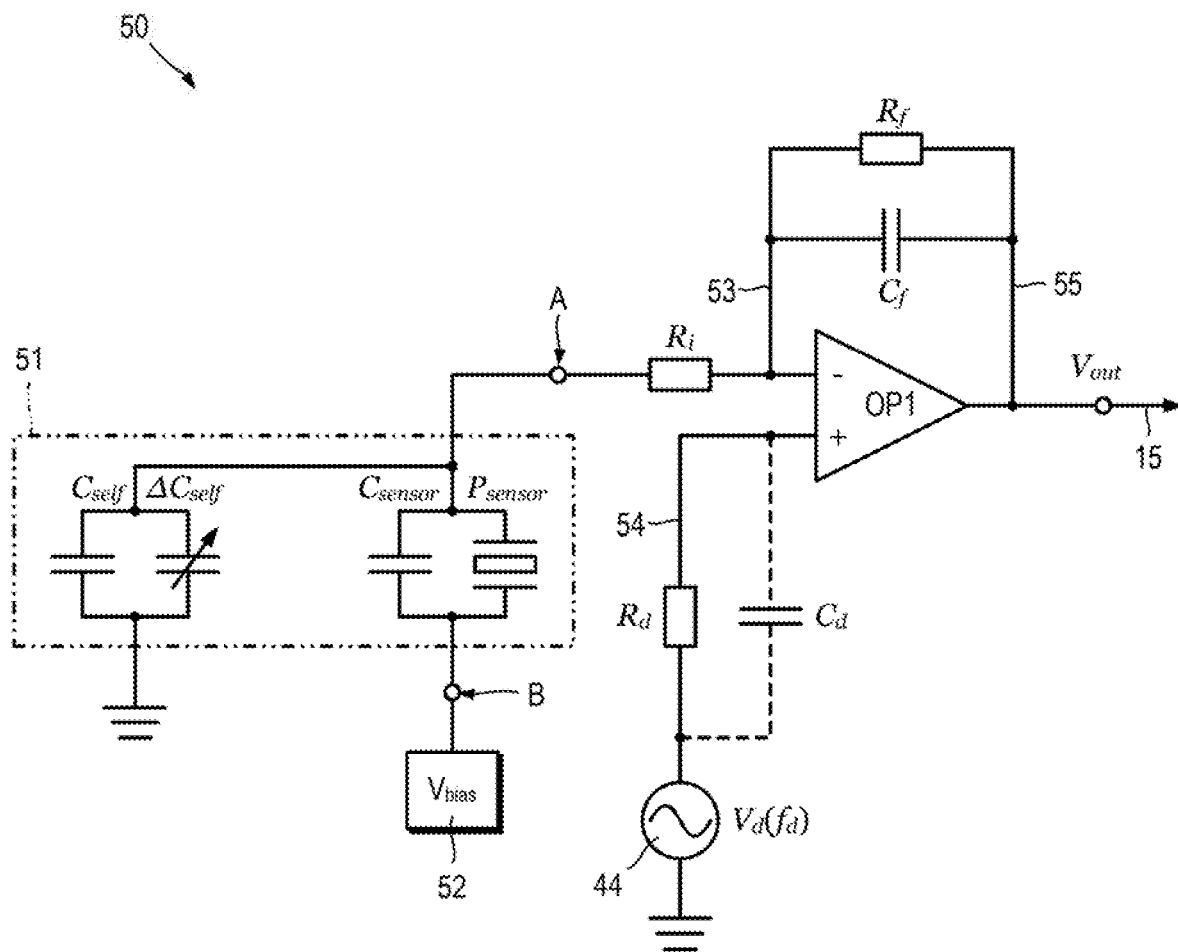 50
R_f
53
C_f
55
A
R_i
51
-
OP1
+
V_out
15
C_self ΔC_self
C_sensor P_sensor
54
R_d
C_d
B
V_bias
52
V_d(f_d)
44